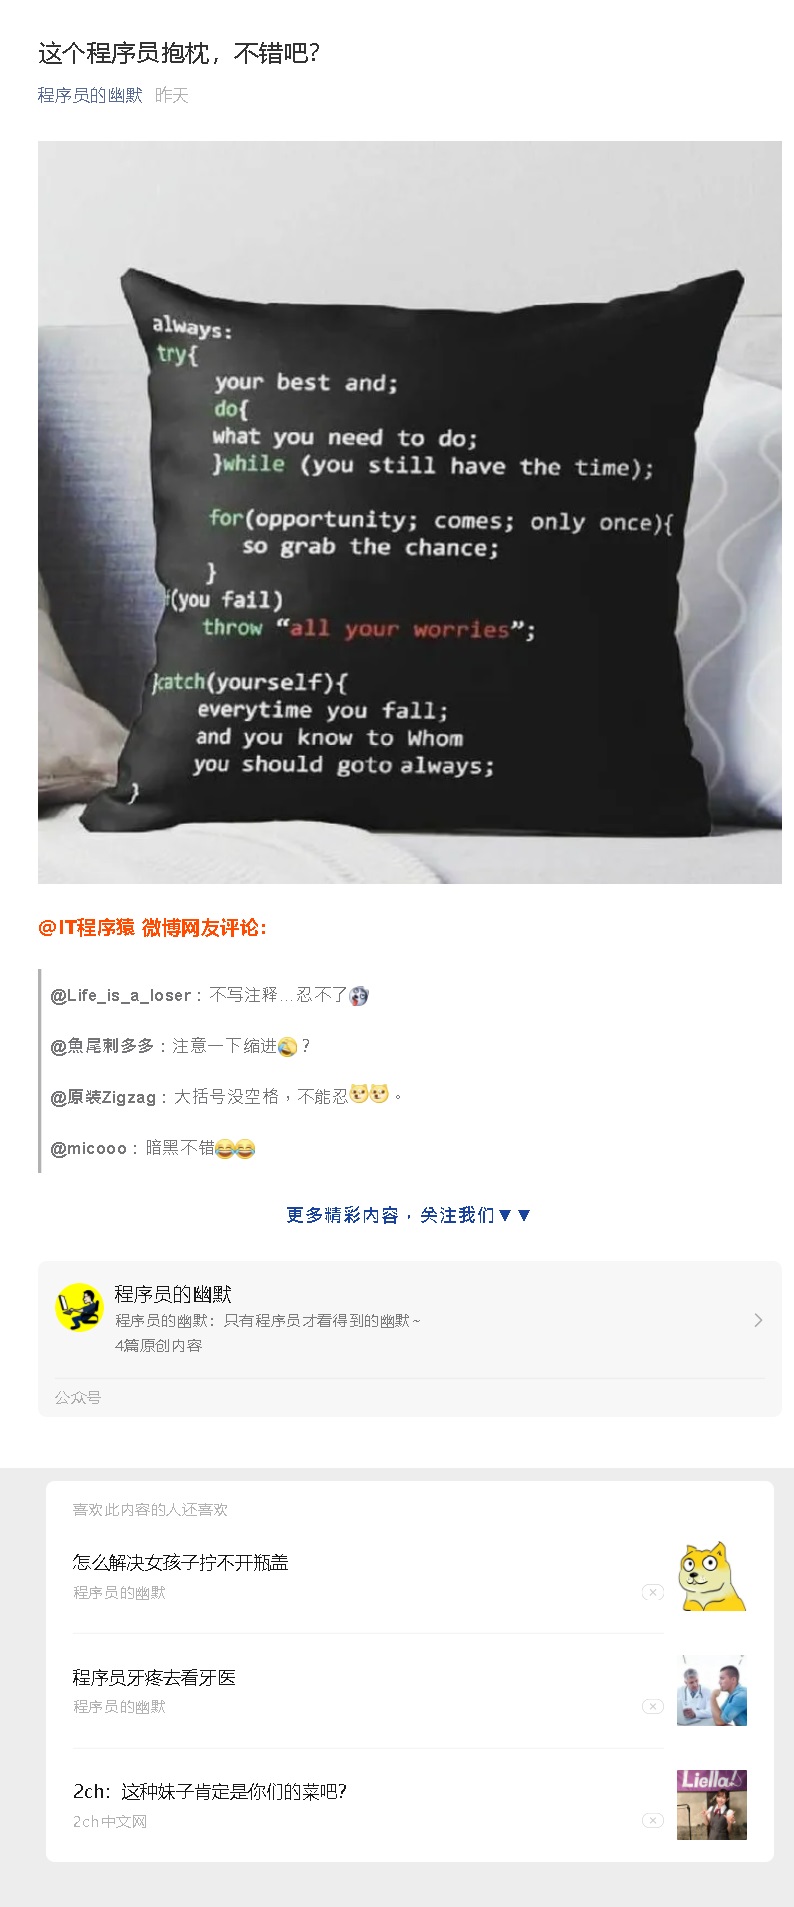 这个程序员抱枕，不错吧？
程序员的幽默 昨天
always:
try{
your best and;
do{
what you need to do;
}while (you still have the time);
for(opportunity; comes; only once){
so grab the chance;
}
f(you fail)
throw “all your worries”;
}catch(yourself){
everytime you fall;
and you know to Whom
you should goto always;
}
@IT程序猿 微博网友评论：
@Life_is_a_loser：不写注释...忍不了
@魚尾刺多多：注意一下缩进？
@原装Zigzag：大括号没空格，不能忍。
@micooo：暗黑不错
更多精彩内容，关注我们▼▼
程序员的幽默
程序员的幽默：只有程序员才看得到的幽默~
4篇原创内容
公众号
喜欢此内容的人还喜欢
怎么解决女孩子拧不开瓶盖
程序员的幽默
程序员牙疼去看牙医
程序员的幽默
2ch：这种妹子肯定是你们的菜吧？
2ch中文网
Liella!